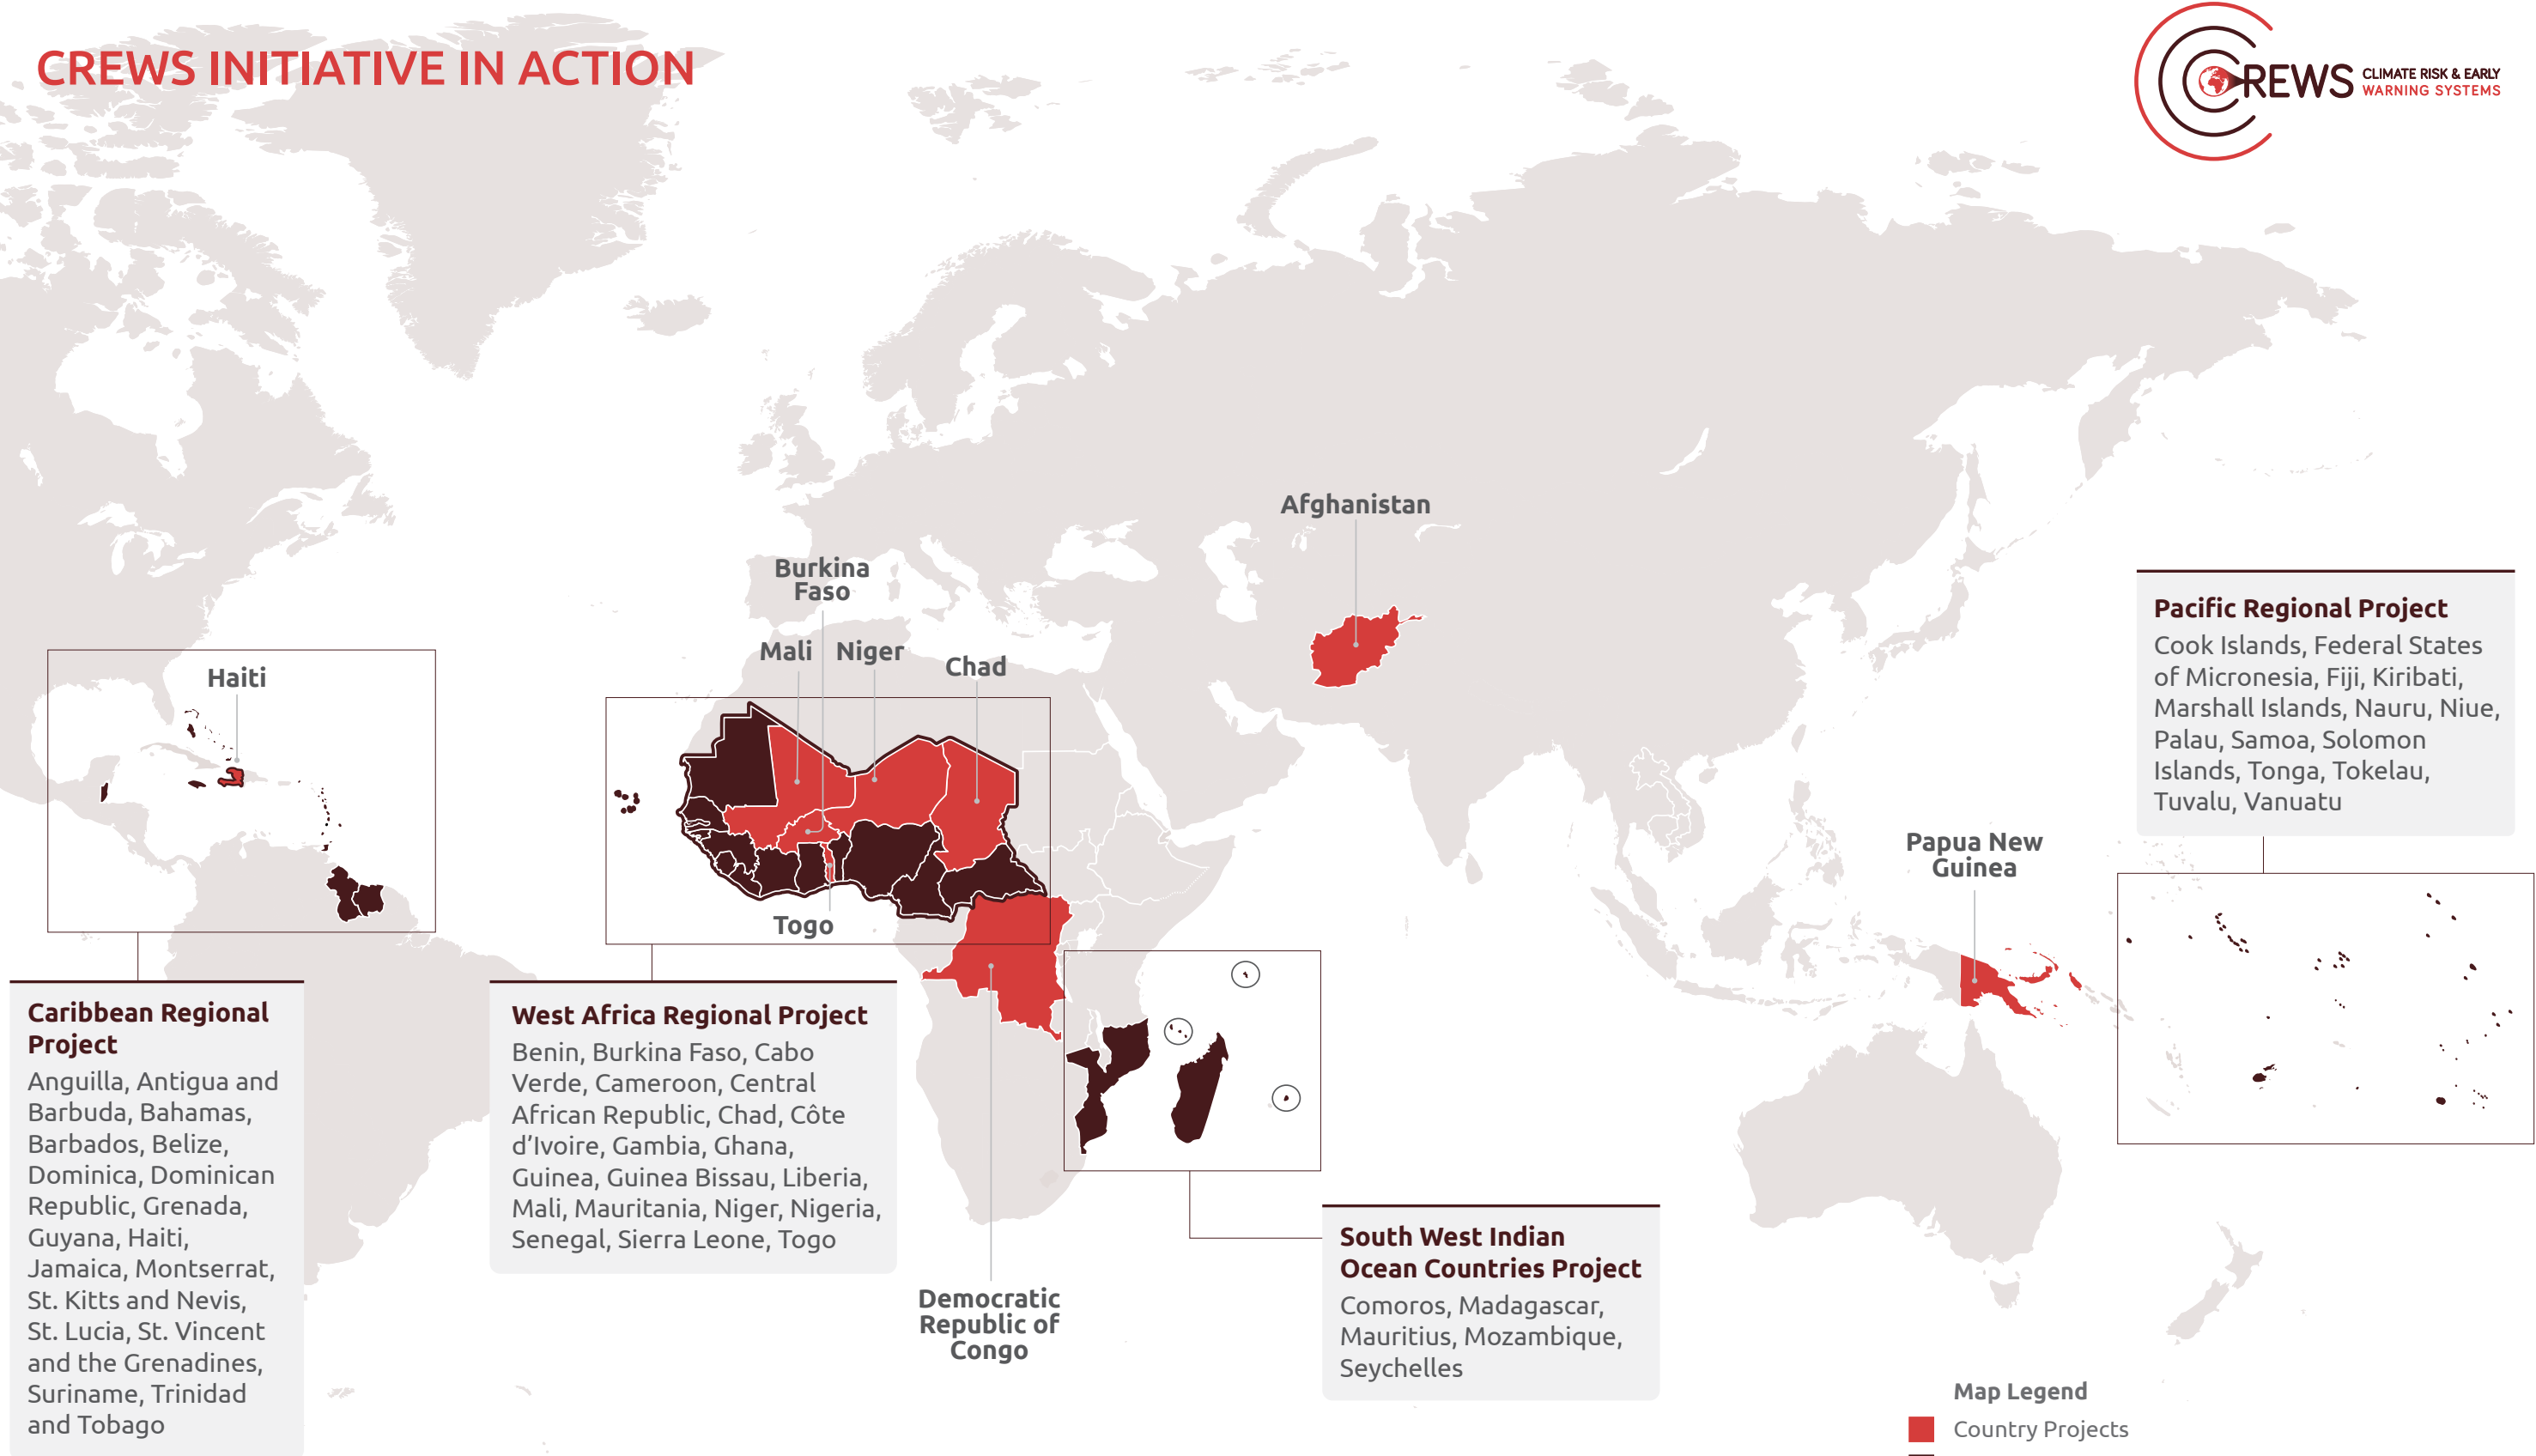 CREWS INITIATIVE IN ACTION
CREWS
CLIMATE RISK & EARLY
WARNING SYSTEMS
Afghanistan
Burkina
Faso
Mali
Niger
Chad
Haiti
Togo
Papua New
Guinea
Democratic
Republic of
Congo
Pacific Regional Project
Cook Islands, Federal States
of Micronesia, Fiji, Kiribati,
Marshall Islands, Nauru, Niue,
Palau, Samoa, Solomon
Islands, Tonga, Tokelau,
Tuvalu, Vanuatu
Caribbean Regional
Project
Anguilla, Antigua and
Barbuda, Bahamas,
Barbados, Belize,
Dominica, Dominican
Republic, Grenada,
Guyana, Haiti,
Jamaica, Montserrat,
St. Kitts and Nevis,
St. Lucia, St. Vincent
and the Grenadines,
Suriname, Trinidad
and Tobago
West Africa Regional Project
Benin, Burkina Faso, Cabo
Verde, Cameroon, Central
African Republic, Chad, Côte
d’Ivoire, Gambia, Ghana,
Guinea, Guinea Bissau, Liberia,
Mali, Mauritania, Niger, Nigeria,
Senegal, Sierra Leone, Togo
South West Indian
Ocean Countries Project
Comoros, Madagascar,
Mauritius, Mozambique,
Seychelles
Map Legend
Country Projects